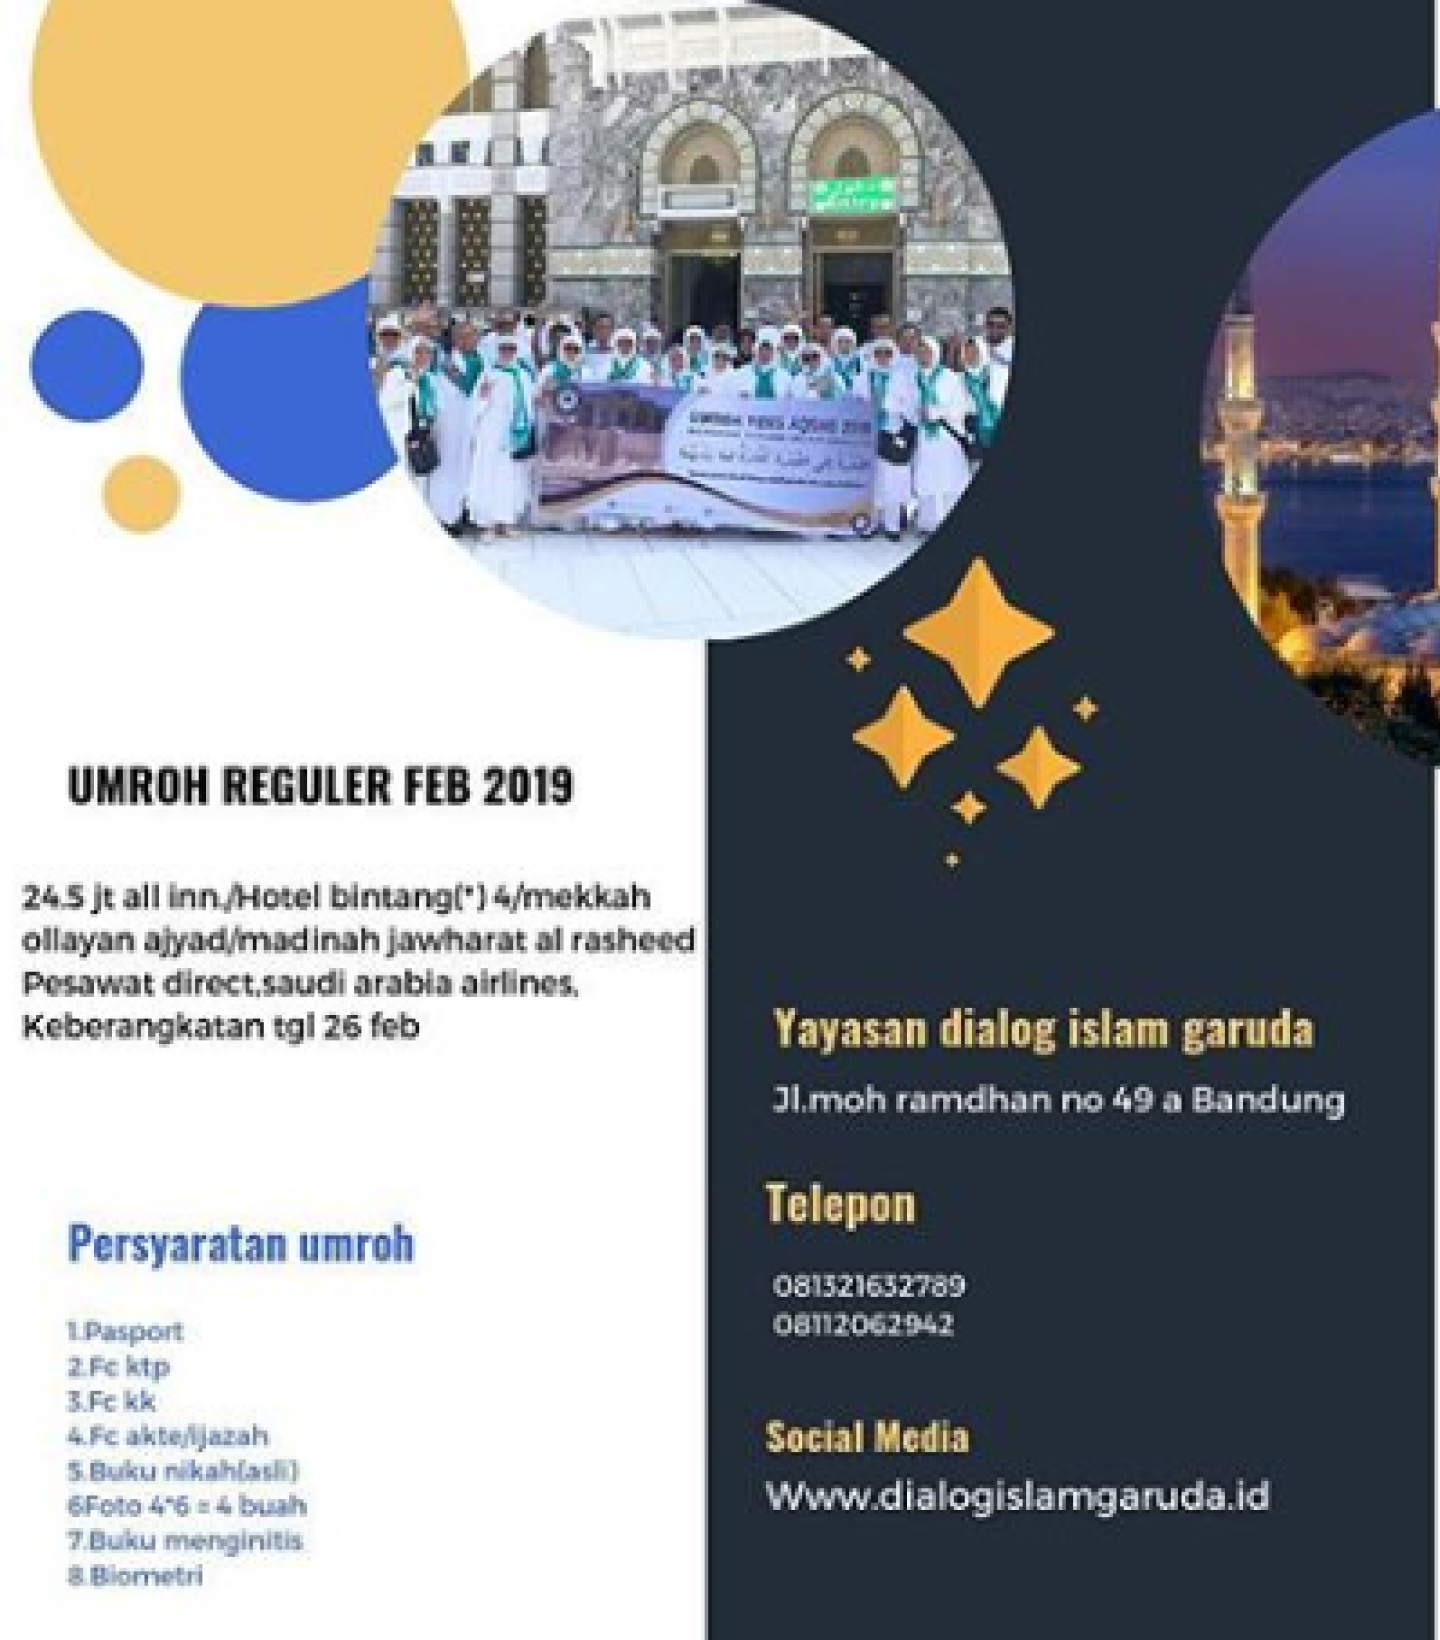 UMROH REGULER FEB 2019
24.5 jt all inn./Hotel bintang(*) 4/mekkah
ollayan ajyad/madinah jawharat al rasheed
Pesawat direct,saudi arabia airlines,
Keberangkatan tgl 26 feb
Persyaratan umroh
1.Pasport
2.Fc ktp
3.Fc kk
4.Fc akte/ijazah
5.Buku nikah(asli)
6Foto 4*6 = 4 buah
7.Buku menginitis
8.Biometri
Yayasan dialog islam garuda
Jl.moh ramdhan no 49 a Bandung
Telepon
081321632789
08112062942
Social Media
Www.dialogislamgaruda.id